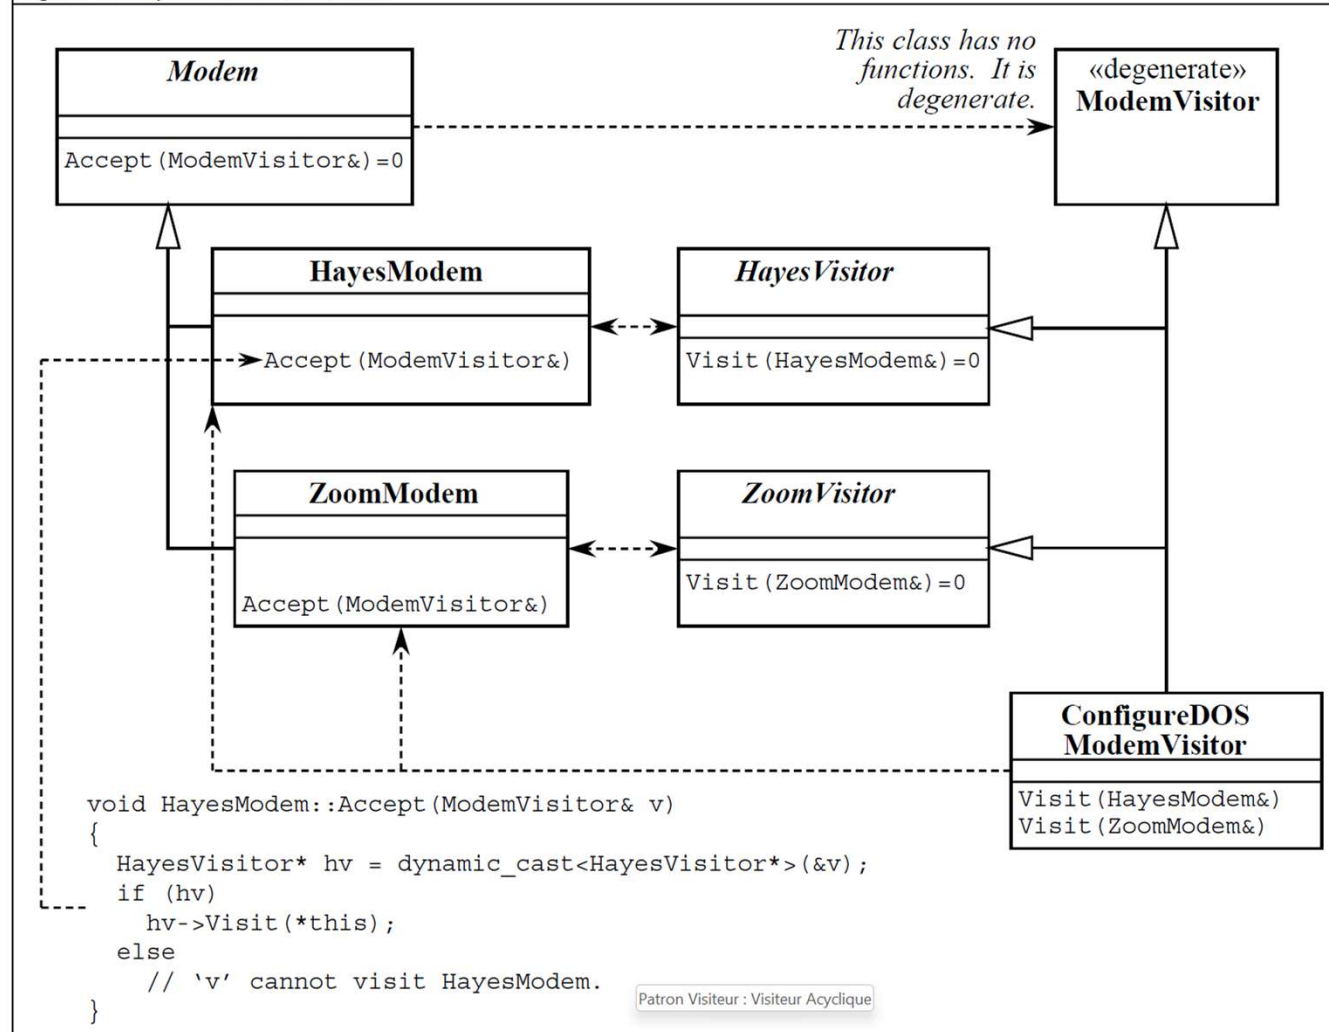 Modem
Accept(ModemVisitor&)=0
This class has no
functions. It is
degenerate.
«degenerate»
ModemVisitor
HayesModem
Accept(ModemVisitor&)
HayesVisitor
Visit(HayesModem&)=0
ZoomModem
Accept(ModemVisitor&)
ZoomVisitor
Visit(ZoomModem&)=0
ConfigureDOS
ModemVisitor
Visit(HayesModem&)
Visit(ZoomModem&)
void HayesModem::Accept(ModemVisitor& v)
{
HayesVisitor* hv = dynamic_cast<HayesVisitor*>(&v);
if (hv)
hv->Visit(*this);
else
// ‘v’ cannot visit HayesModem.
}
Patron Visiteur : Visiteur Acyclique